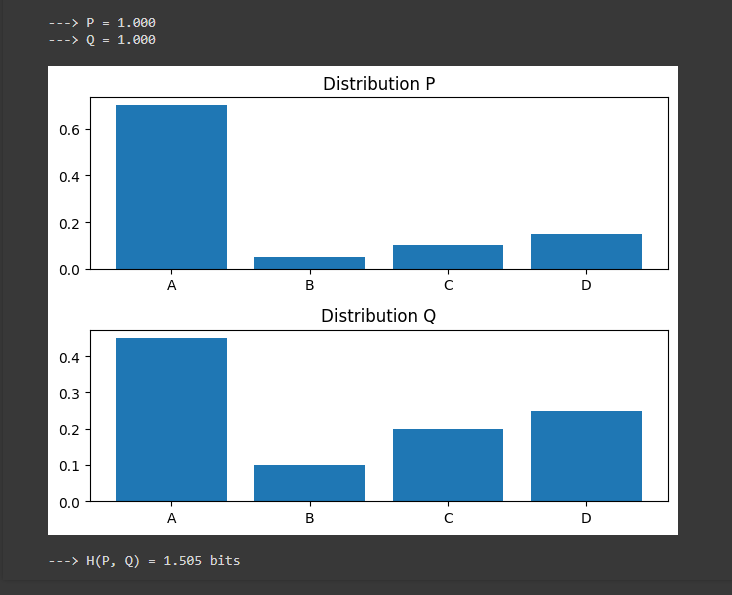 ---> P = 1.000
---> Q = 1.000
Distribution P
0.6
0.4
0.2
0.0
A B C D
Distribution Q
0.4
0.3
0.2
0.1
0.0
A B C D
---> H(P, Q) = 1.505 bits